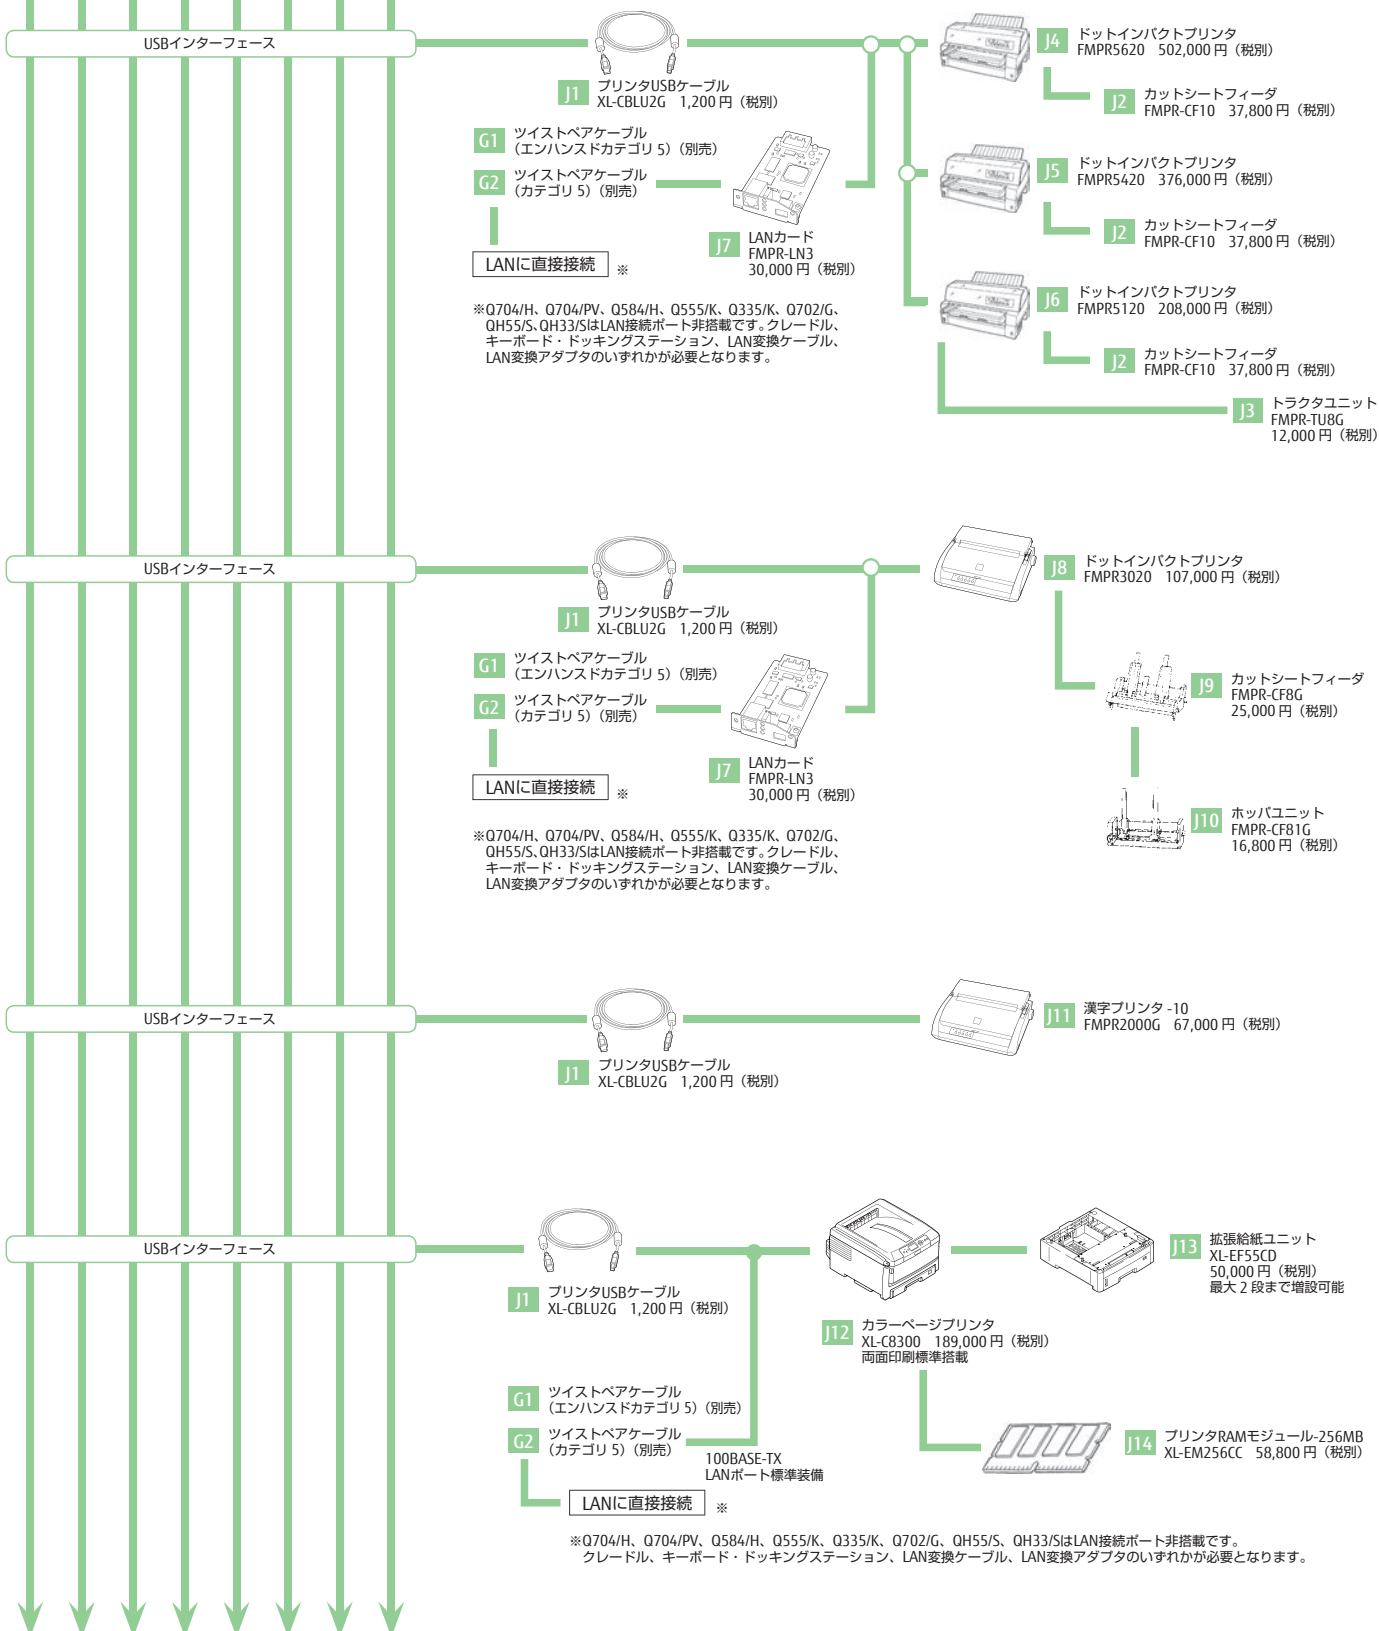 USBインターフェース
J1 プリンタUSBケーブル
XL-CBLU2G 1,200円（税別）
G1 ツイストペアケーブル
（エンハンスドカテゴリ 5）（別売）
G2 ツイストペアケーブル
（カテゴリ 5）（別売）
LANに直接接続 ※
J7 LANカード
FMPR-LN3
30,000円（税別）
※Q704/H、Q704/PV、Q584/H、Q555/K、Q335/K、Q702/G、
QH55/S、QH33/SはLAN接続ポート非搭載です。クレードル、
キーボード・ドッキングステーション、LAN変換ケーブル、
LAN変換アダプタのいずれかが必要となります。
J4 ドットインパクトプリンタ
FMPR5620 502,000円（税別）
J2 カットシートフィーダ
FMPR-CF10 37,800円（税別）
J5 ドットインパクトプリンタ
FMPR5420 376,000円（税別）
J2 カットシートフィーダ
FMPR-CF10 37,800円（税別）
J6 ドットインパクトプリンタ
FMPR5120 208,000円（税別）
J2 カットシートフィーダ
FMPR-CF10 37,800円（税別）
J3 トラクタユニット
FMPR-TU8G
12,000円（税別）
USBインターフェース
J1 プリンタUSBケーブル
XL-CBLU2G 1,200円（税別）
G1 ツイストペアケーブル
（エンハンスドカテゴリ 5）（別売）
G2 ツイストペアケーブル
（カテゴリ 5）（別売）
LANに直接接続 ※
J7 LANカード
FMPR-LN3
30,000円（税別）
※Q704/H、Q704/PV、Q584/H、Q555/K、Q335/K、Q702/G、
QH55/S、QH33/SはLAN接続ポート非搭載です。クレードル、
キーボード・ドッキングステーション、LAN変換ケーブル、
LAN変換アダプタのいずれかが必要となります。
J8 ドットインパクトプリンタ
FMPR3020 107,000円（税別）
J9 カットシートフィーダ
FMPR-CF8G
25,000円（税別）
J10 ホッパユニット
FMPR-CF81G
16,800円（税別）
USBインターフェース
J1 プリンタUSBケーブル
XL-CBLU2G 1,200円（税別）
J11 漢字プリンタ -10
FMPR2000G 67,000円（税別）
USBインターフェース
J1 プリンタUSBケーブル
XL-CBLU2G 1,200円（税別）
G1 ツイストペアケーブル
（エンハンスドカテゴリ 5）（別売）
G2 ツイストペアケーブル
（カテゴリ 5）（別売）
100BASE-TX
LANポート標準装備
LANに直接接続 ※
J12 カラーページプリンタ
XL-C8300 189,000円（税別）
両面印刷標準搭載
J13 拡張給紙ユニット
XL-EF55CD
50,000円（税別）
最大 2 段まで増設可能
J14 プリンタRAMモジュール-256MB
XL-EM256CC 58,800円（税別）
※Q704/H、Q704/PV、Q584/H、Q555/K、Q335/K、Q702/G、QH55/S、QH33/SはLAN接続ポート非搭載です。
クレードル、キーボード・ドッキングステーション、LAN変換ケーブル、LAN変換アダプタのいずれかが必要となります。